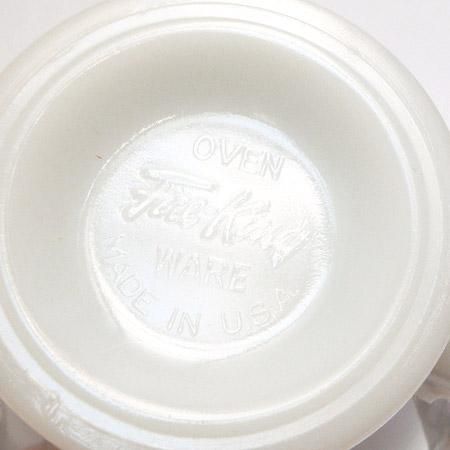 OVEN
Fire-King
WARE
MADE IN U.S.A.